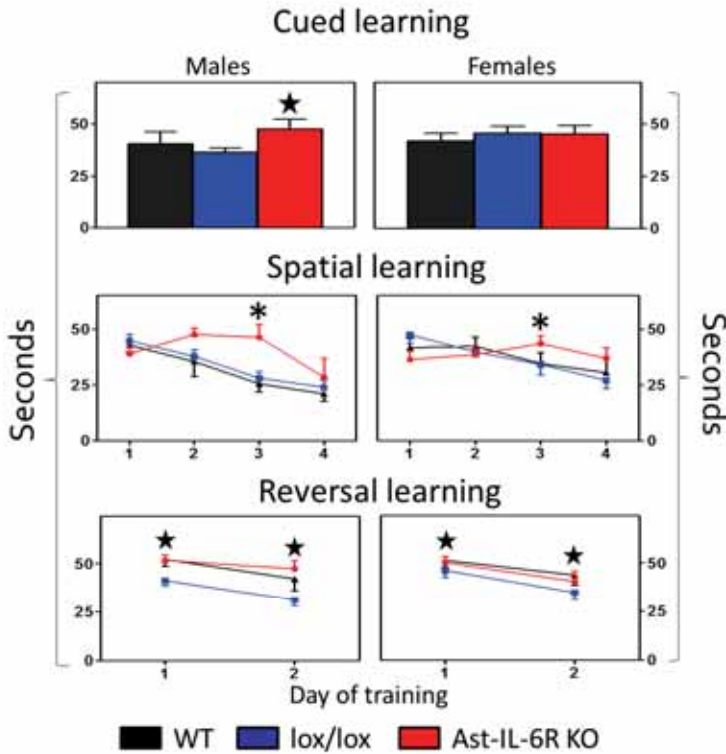 Cued learning
Males Females
★
50 50
25 25
0 0
Spatial learning
* *
50 50
25 25
0 0
1 2 3 4 1 2 3 4
Seconds Seconds
Reversal learning
★ ★ ★ ★
50 50
25 25
0 0
1 2 1 2
Day of training
WT lox/lox Ast-IL-6R KO